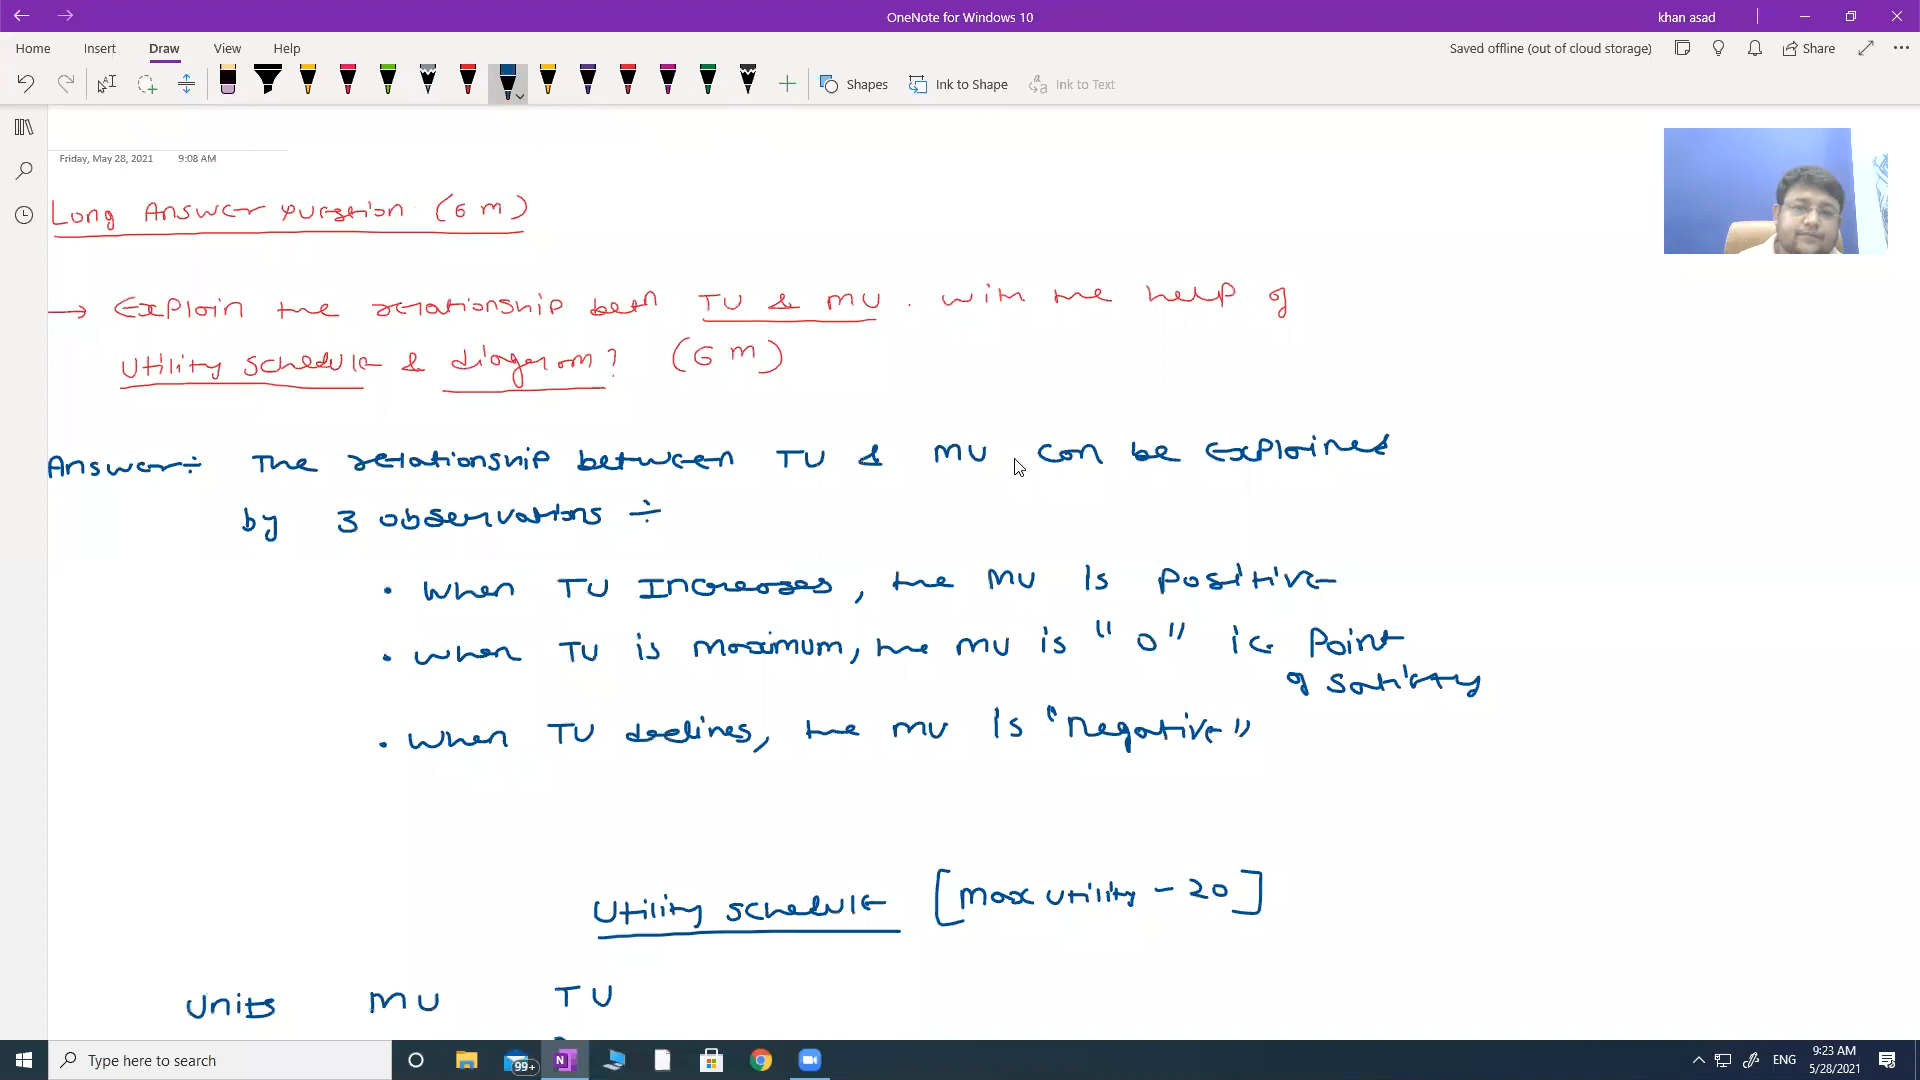 OneNote for Windows 10
khan asad
Home Insert Draw View Help
Saved offline (out of cloud storage)
Share
Shapes
Ink to Shape
Ink to Text
Friday, May 28, 2021 9:08 AM
Long Answer question (6 m)
→ Explain the relationship betn TU & MU. with the help of
Utility schedule & diagram? (6 m)
Answer÷ The relationship between TU & MU can be explained
by 3 observations ÷
• When TU Increases, the MU is positive
• when TU is maximum, the MU is "0" ie Point
of
• When TU declines, the MU is "Negative"
Utility schedule [Max utility - 20]
Units MU TU
Type here to search
99+
ENG
9:23 AM
5/28/2021